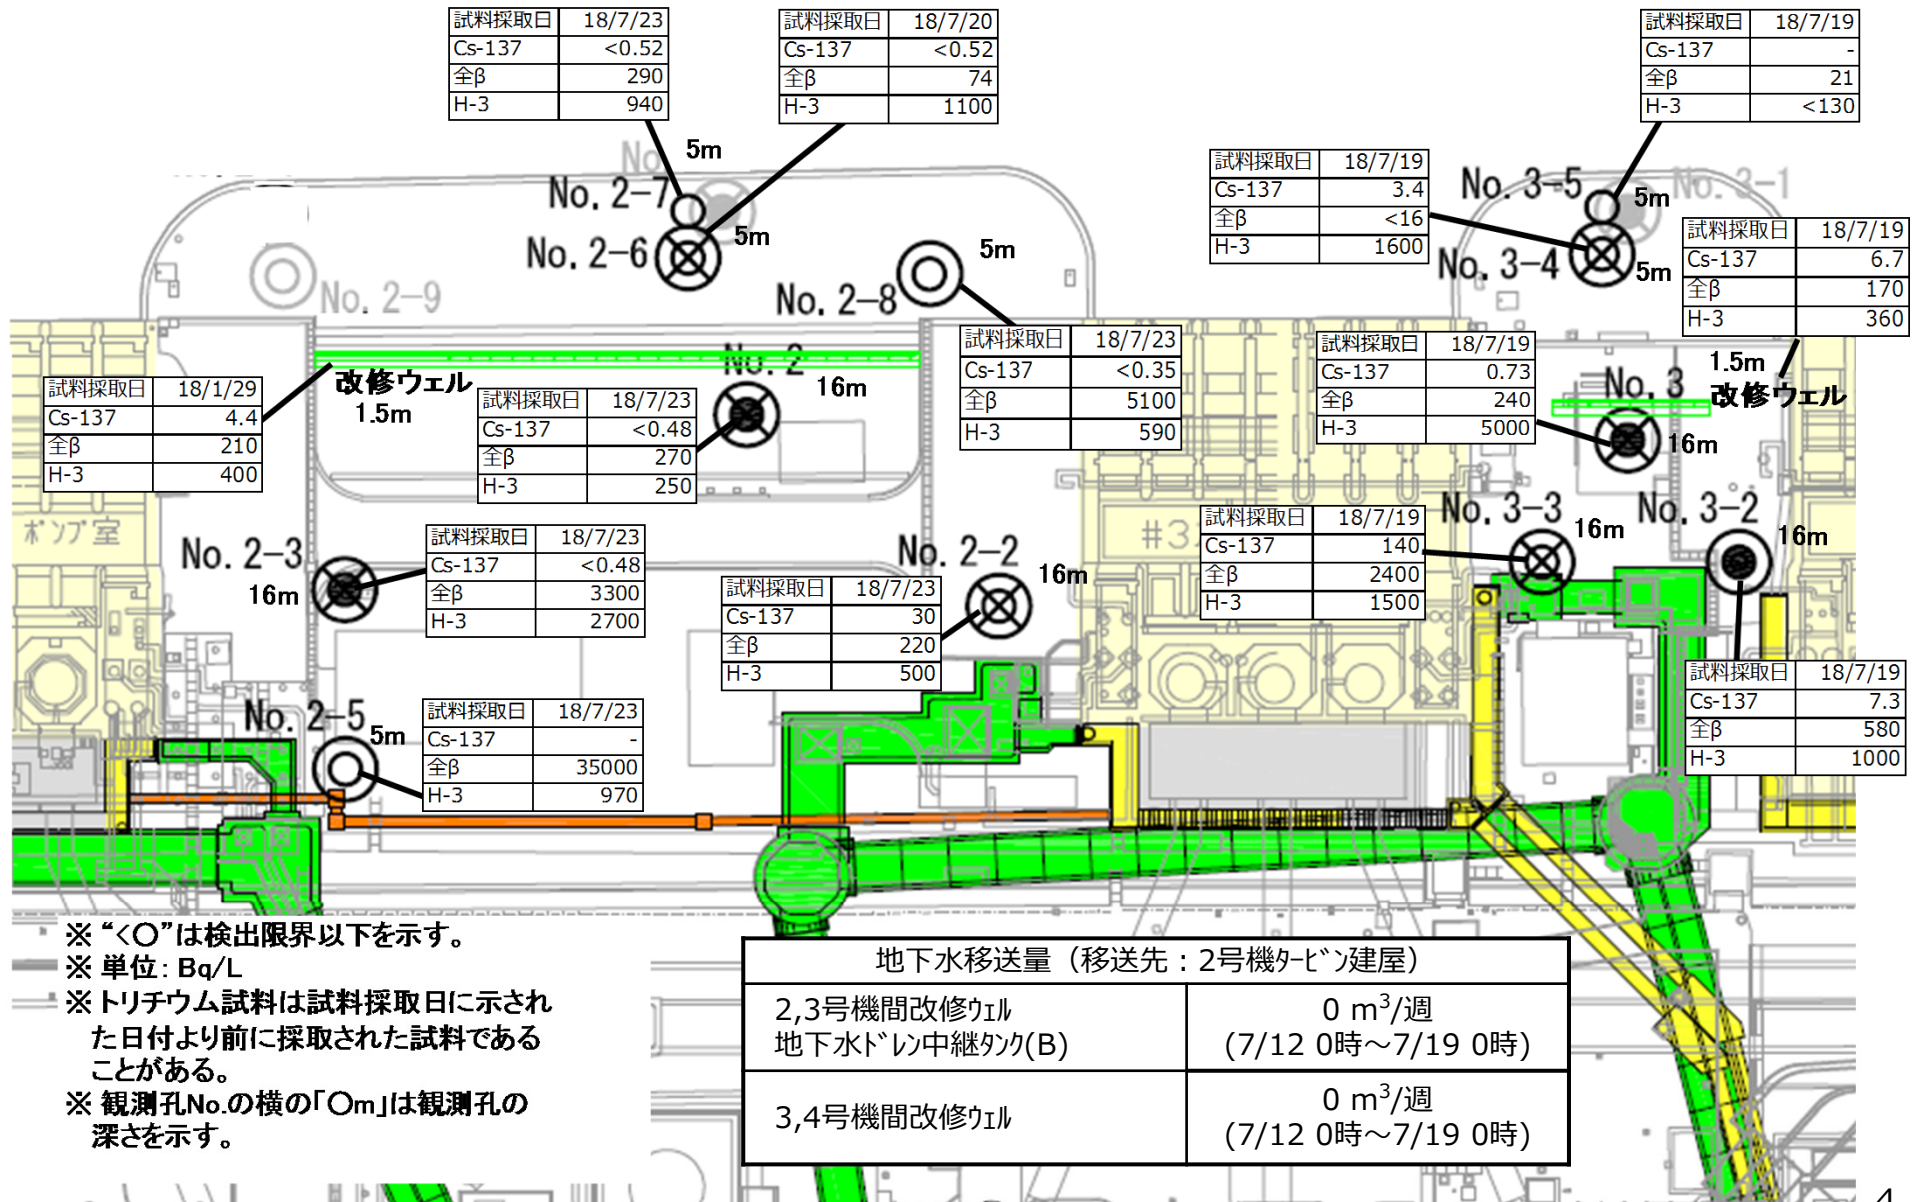 試料採取日 18/7/23
Cs-137 <0.52
全β 290
H-3 940
試料採取日 18/7/20
Cs-137 <0.52
全β 74
H-3 1100
試料採取日 18/7/19
Cs-137 -
全β 21
H-3 <130
No. 2-7 5m
No. 2-6 5m
No. 2-8 5m
No. 2-9
試料採取日 18/7/19
Cs-137 3.4
全β <16
H-3 1600
No. 3-5 5m
No. 3-1
No. 3-4 5m
試料採取日 18/7/19
Cs-137 6.7
全β 170
H-3 360
1.5m
改修ウェル
試料採取日 18/1/29
Cs-137 4.4
全β 210
H-3 400
改修ウェル
1.5m
No. 2 16m
試料採取日 18/7/23
Cs-137 <0.48
全β 270
H-3 250
試料採取日 18/7/23
Cs-137 <0.35
全β 5100
H-3 590
試料採取日 18/7/19
Cs-137 0.73
全β 240
H-3 5000
No. 3
16m
ポンプ室
No. 2-3
16m
試料採取日 18/7/23
Cs-137 <0.48
全β 3300
H-3 2700
No. 2-2
16m
試料採取日 18/7/23
Cs-137 30
全β 220
H-3 500
#3
試料採取日 18/7/19
Cs-137 140
全β 2400
H-3 1500
No. 3-3 16m
No. 3-2 16m
試料採取日 18/7/19
Cs-137 7.3
全β 580
H-3 1000
No. 2-5 5m
試料採取日 18/7/23
Cs-137 -
全β 35000
H-3 970
※ “<〇”は検出限界以下を示す。
※ 単位: Bq/L
※ トリチウム試料は試料採取日に示され
た日付より前に採取された試料である
ことがある。
※ 観測孔No.の横の「〇m」は観測孔の
深さを示す。
地下水移送量（移送先：2号機ﾀｰﾋﾞﾝ建屋）
2,3号機間改修ｳｪﾙ
地下水ﾄﾞﾚﾝ中継ﾀﾝｸ(B)
0 m³/週
(7/12 0時～7/19 0時)
3,4号機間改修ｳｪﾙ
0 m³/週
(7/12 0時～7/19 0時)